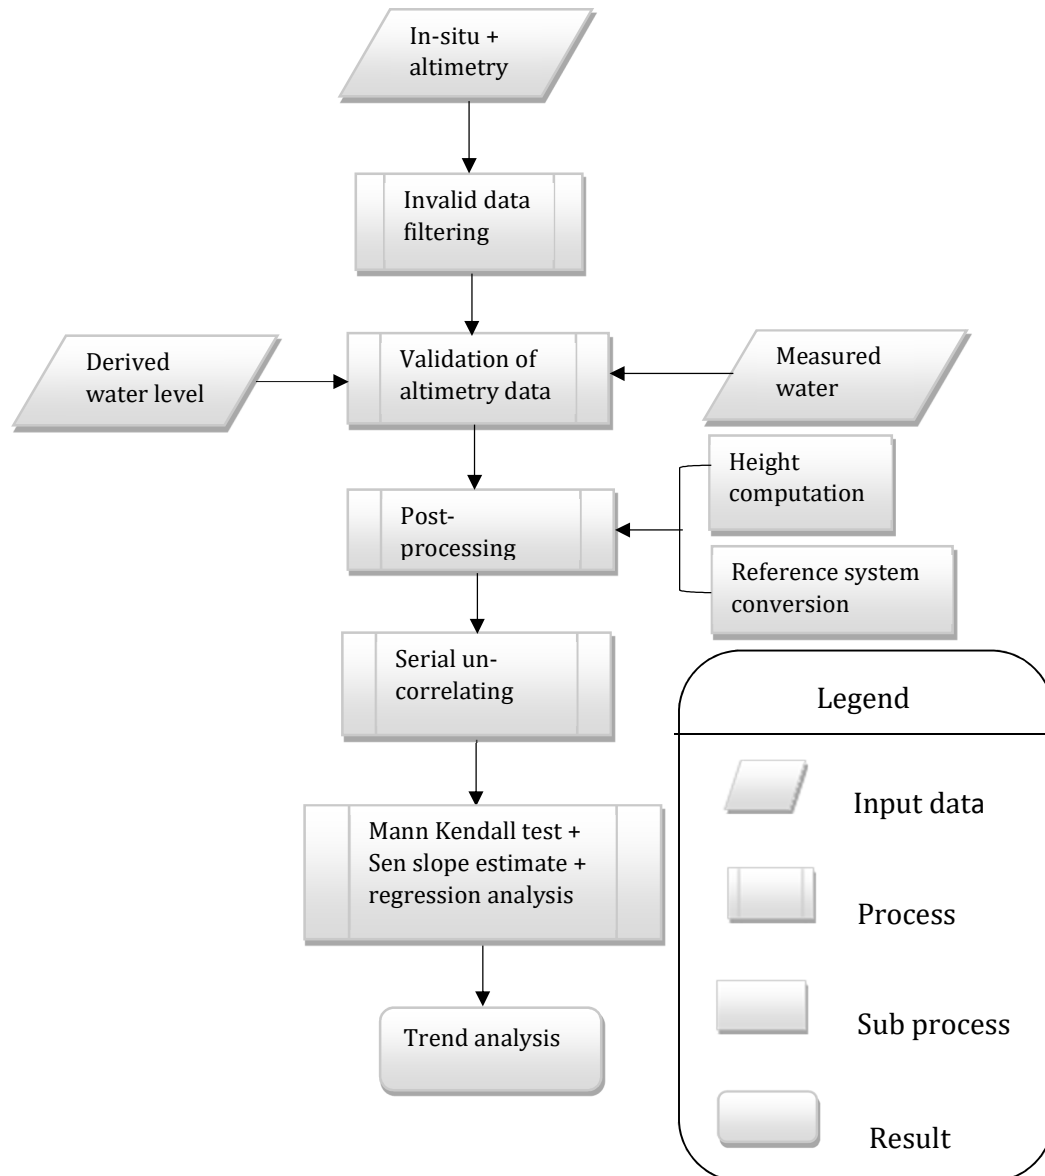 In-situ +
altimetry
Invalid data
filtering
Derived
water level
Validation of
altimetry data
Measured
water
Height
computation
Post-
processing
Reference system
conversion
Serial un-
correlating
Mann Kendall test +
Sen slope estimate +
regression analysis
Trend analysis
Legend
Input data
Process
Sub process
Result